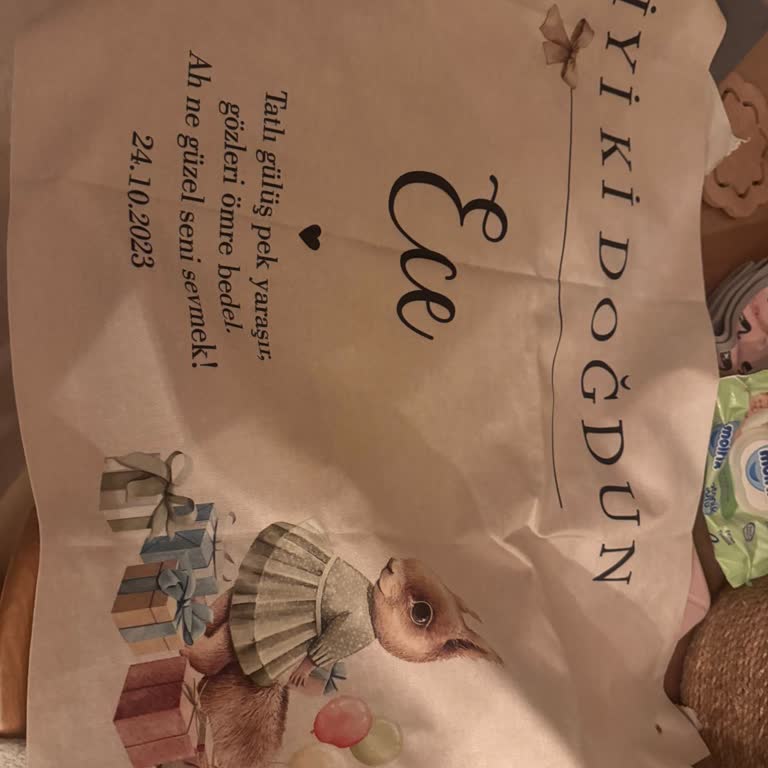 İYİ Kİ DOĞDUN
Ece
Tatlı gülüş pek yaraşır,
gözleri ömre bedel.
Ah ne güzel seni sevmek!
24.10.2023
molfix